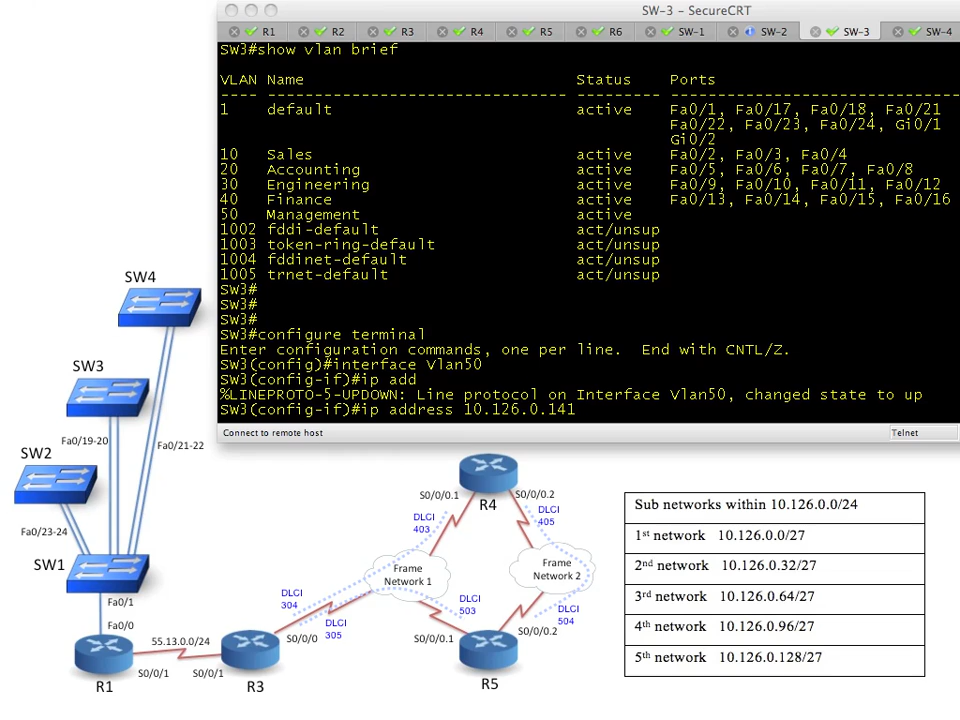 SW-3 - SecureCRT
R1 R2 R3 R4 R5 R6 SW-1 SW-2 SW-3 SW-4
SW3#show vlan brief
VLAN Name Status Ports
---- -------------------------------- --------- -------------------------------
1 default active Fa0/1, Fa0/17, Fa0/18, Fa0/21
Fa0/22, Fa0/23, Fa0/24, Gi0/1
Gi0/2
10 Sales active Fa0/2, Fa0/3, Fa0/4
20 Accounting active Fa0/5, Fa0/6, Fa0/7, Fa0/8
30 Engineering active Fa0/9, Fa0/10, Fa0/11, Fa0/12
40 Finance active Fa0/13, Fa0/14, Fa0/15, Fa0/16
50 Management active
1002 fddi-default act/unsup
1003 token-ring-default act/unsup
1004 fddinet-default act/unsup
1005 trnet-default act/unsup
SW3#
SW3#
SW3#
SW3#configure terminal
Enter configuration commands, one per line. End with CNTL/Z.
SW3(config)#interface Vlan50
SW3(config-if)#ip add
%LINEPROTO-5-UPDOWN: Line protocol on Interface Vlan50, changed state to up
SW3(config-if)#ip address 10.126.0.141
Connect to remote host
Telnet
SW4
SW3
Fa0/19-20
Fa0/21-22
SW2
Fa0/23-24
SW1
Fa0/1
Fa0/0
R1
S0/0/1
55.13.0.0/24
S0/0/1
R3
S0/0/0
DLCI
304
DLCI
305
Frame
Network 1
S0/0/0.1
DLCI
403
R4
S0/0/0.2
DLCI
405
Frame
Network 2
DLCI
503
DLCI
504
S0/0/0.1
S0/0/0.2
R5
Sub networks within 10.126.0.0/24
1st network 10.126.0.0/27
2nd network 10.126.0.32/27
3rd network 10.126.0.64/27
4th network 10.126.0.96/27
5th network 10.126.0.128/27